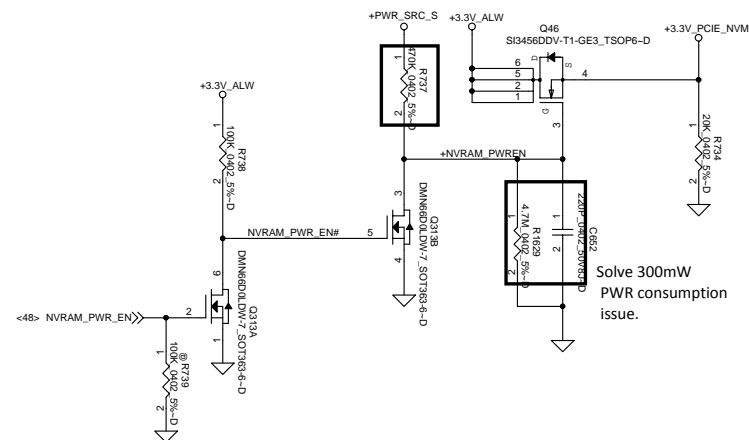 +PWR_SRC_S
+3.3V_ALW
Q46
SI3456DDV-T1-GE3_TSOP6~D
+3.3V_PCIE_NVM
+3.3V_ALW
1
R737
470K_0402_5%~D
2
6
5
2
1
D
S
G
4
3
1
R738
100K_0402_5%~D
2
1
R734
20K_0402_5%~D
2
+NVRAM_PWREN
NVRAM_PWR_EN#
5
3
Q313B
DMN66D0LDW-7_SOT363-6~D
4
1
R1629
4.7M_0402_5%~D
2
1
C652
220P_0402_50V8J~D
2
Solve 300mW
PWR consumption
issue.
<48> NVRAM_PWR_EN
2
6
Q313A
DMN66D0LDW-7_SOT363-6~D
1
1
@ R739
100K_0402_5%~D
2